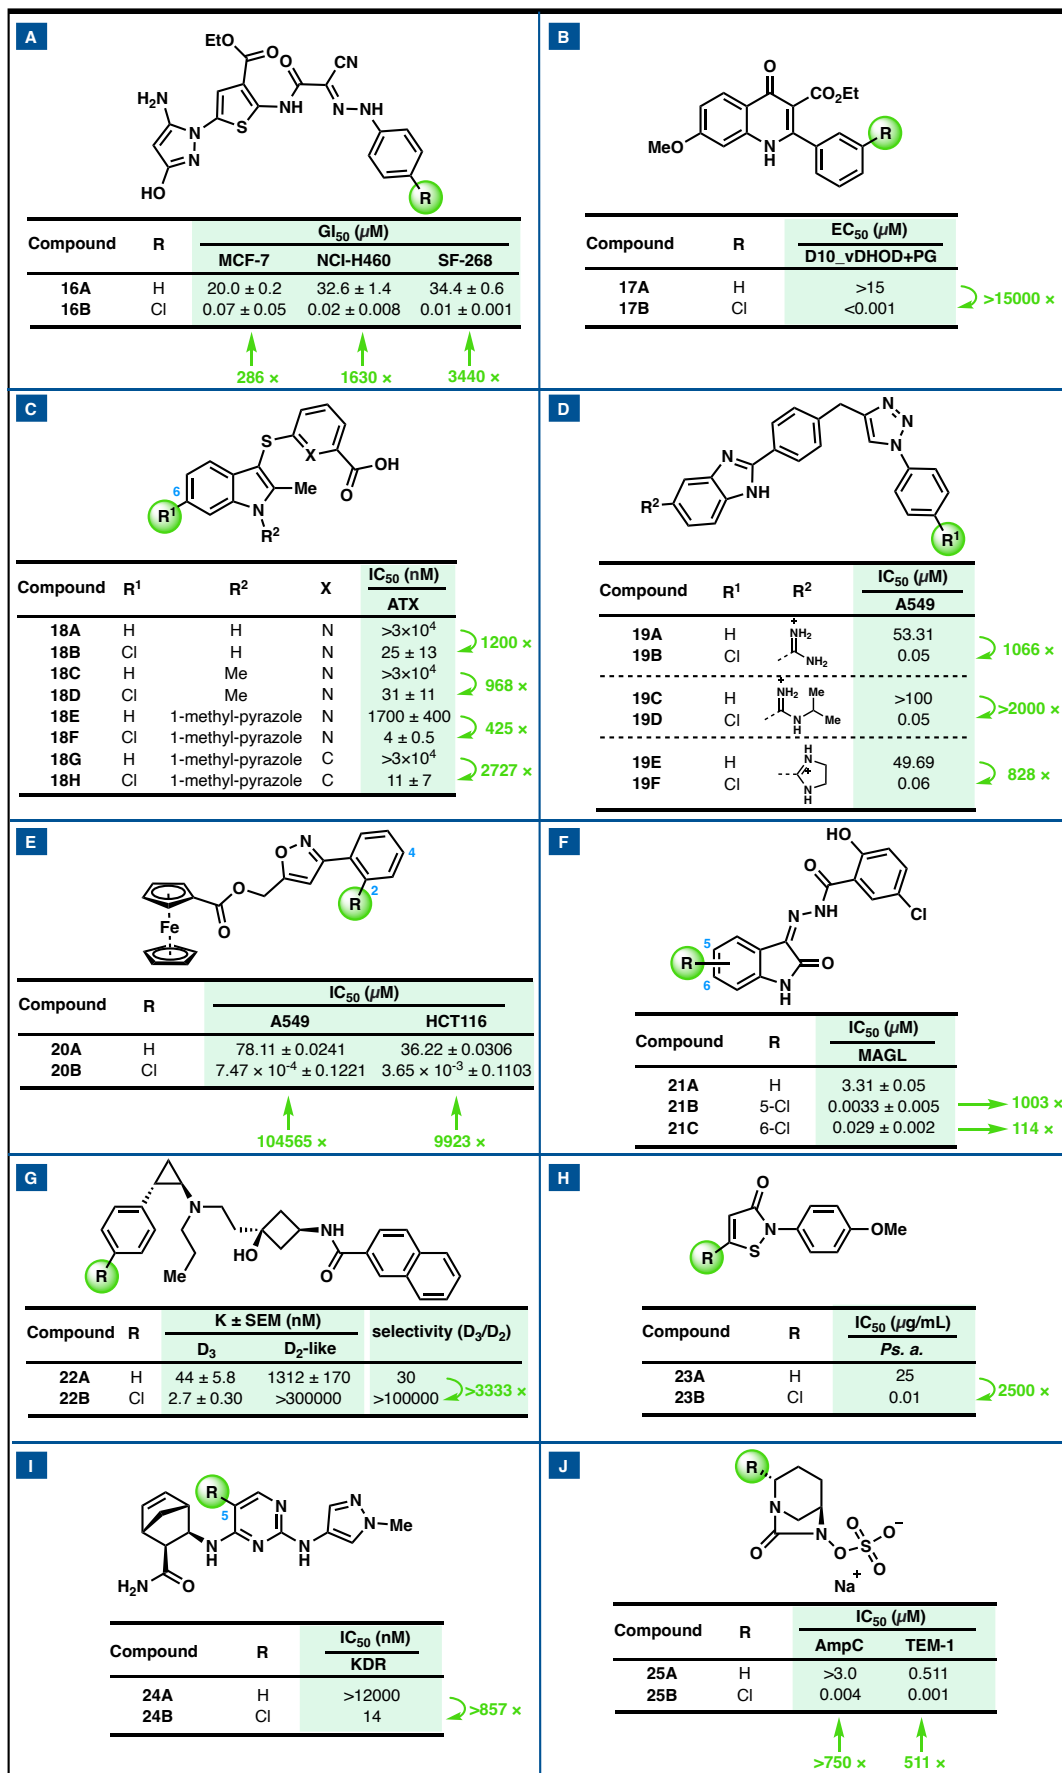 A
EtO
O
O
CN
H2N
NH
N–NH
N
S
N
HO
R
Compound R GI50 (µM)
MCF-7 NCI-H460 SF-268
16A H 20.0 ± 0.2 32.6 ± 1.4 34.4 ± 0.6
16B Cl 0.07 ± 0.05 0.02 ± 0.008 0.01 ± 0.001
286 × 1630 × 3440 ×
B
O
CO2Et
R
MeO
N
H
Compound R EC50 (µM)
D10_vDHOD+PG
17A H >15
17B Cl <0.001
>15000 ×
C
S
X
OH
O
6
Me
R1
N
R2
Compound R1 R2 X IC50 (nM)
ATX
18A H H N >3×104
18B Cl H N 25 ± 13
1200 ×
18C H Me N >3×104
18D Cl Me N 31 ± 11
968 ×
18E H 1-methyl-pyrazole N 1700 ± 400
18F Cl 1-methyl-pyrazole N 4 ± 0.5
425 ×
18G H 1-methyl-pyrazole C >3×104
18H Cl 1-methyl-pyrazole C 11 ± 7
2727 ×
D
N
N
N
N
NH
R2
R1
Compound R1 R2 IC50 (µM)
A549
19A H 53.31
19B Cl 0.05
+
NH2
NH2
1066 ×
19C H >100
19D Cl 0.05
+
NH2 Me
N Me
H
>2000 ×
19E H 49.69
19F Cl 0.06
H
N
+
N
H
828 ×
E
O N
4
2
O
R
Fe
O
Compound R IC50 (µM)
A549 HCT116
20A H 78.11 ± 0.0241 36.22 ± 0.0306
20B Cl 7.47 × 10-4 ± 0.1221 3.65 × 10-3 ± 0.1103
104565 × 9923 ×
F
HO
O
N NH
Cl
5
R
O
6
N
H
Compound R IC50 (µM)
MAGL
21A H 3.31 ± 0.05
21B 5-Cl 0.0033 ± 0.005 1003 ×
21C 6-Cl 0.029 ± 0.002 114 ×
G
N
NH
HO
R
O
Me
Compound R K ± SEM (nM) selectivity (D3/D2)
D3 D2-like
22A H 44 ± 5.8 1312 ± 170 30
22B Cl 2.7 ± 0.30 >300000 >100000
>3333 ×
H
O
N
OMe
R
S
Compound R IC50 (µg/mL)
Ps. a.
23A H 25
23B Cl 0.01
2500 ×
I
R
5
N
N
N
Me
N
H
N
N
H
H2N
O
Compound R IC50 (nM)
KDR
24A H >12000
24B Cl 14
>857 ×
J
R
N
N
O
O
O
S
O−
O
Na+
Compound R IC50 (µM)
AmpC TEM-1
25A H >3.0 0.511
25B Cl 0.004 0.001
>750 × 511 ×